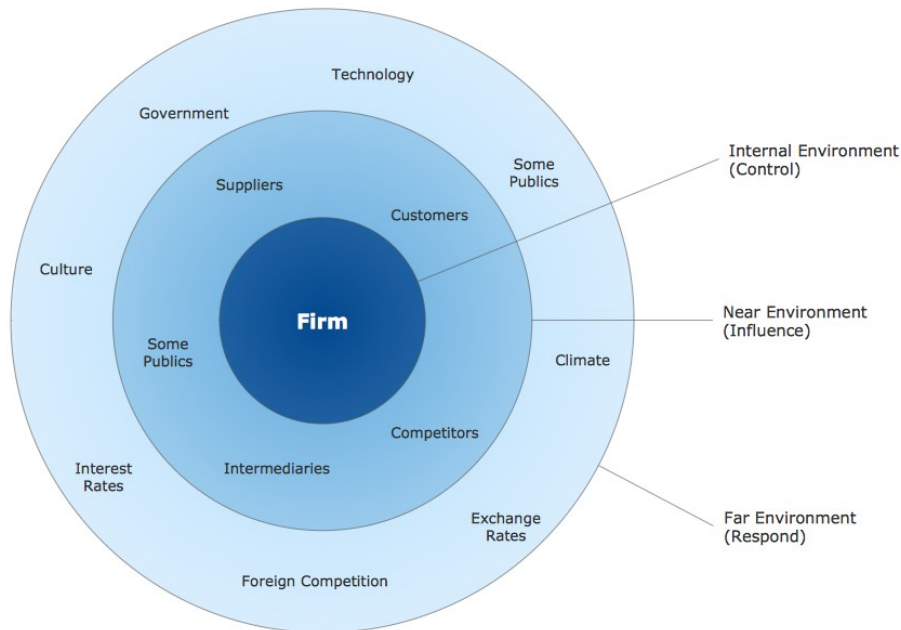 Technology
Government
Some
Publics
Internal Environment
(Control)
Suppliers
Customers
Culture
Firm
Near Environment
(Influence)
Some
Publics
Climate
Competitors
Intermediaries
Interest
Rates
Exchange
Rates
Far Environment
(Respond)
Foreign Competition